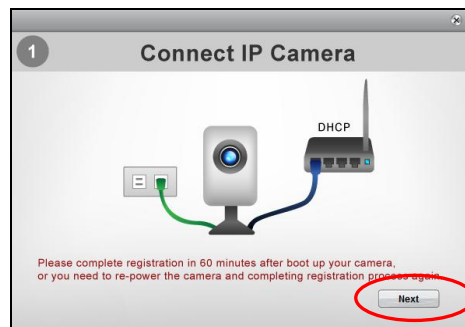 1
Connect IP Camera
DHCP
Please complete registration in 60 minutes after boot up your camera,
or you need to re-power the camera and completing registration process again.
Next